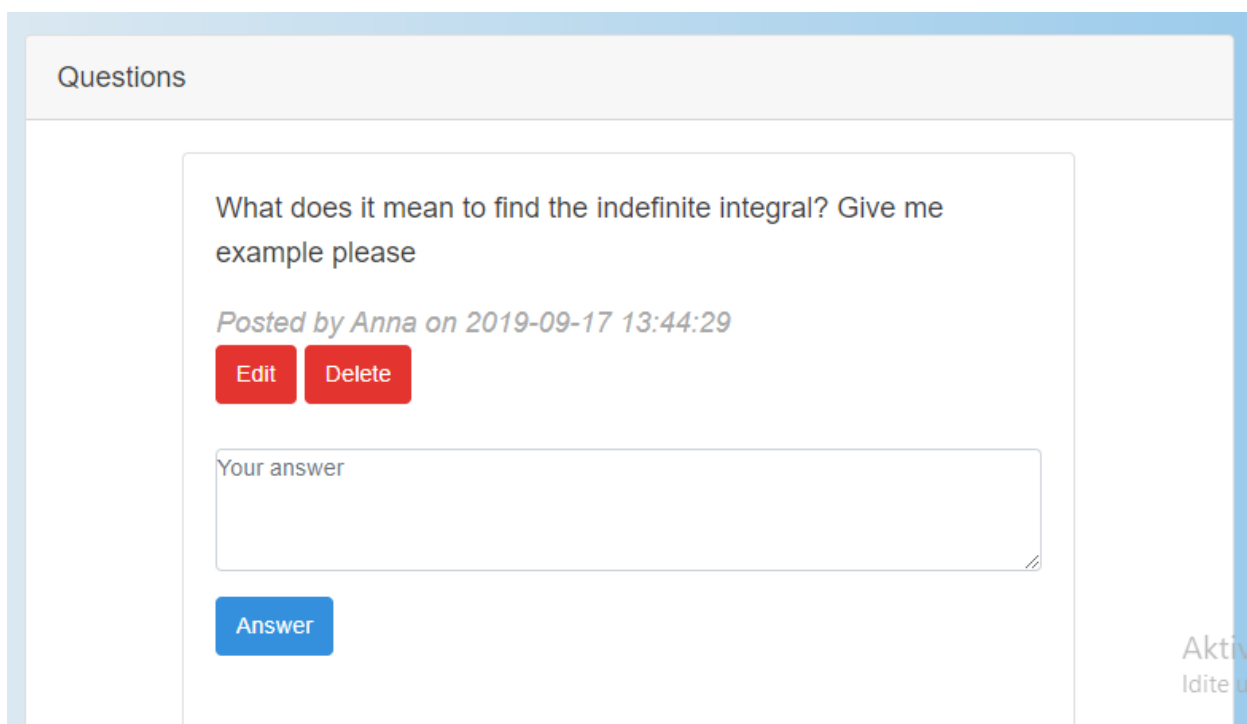 Questions
What does it mean to find the indefinite integral? Give me
example please
Posted by Anna on 2019-09-17 13:44:29
Edit Delete
Your answer
Answer
Idite